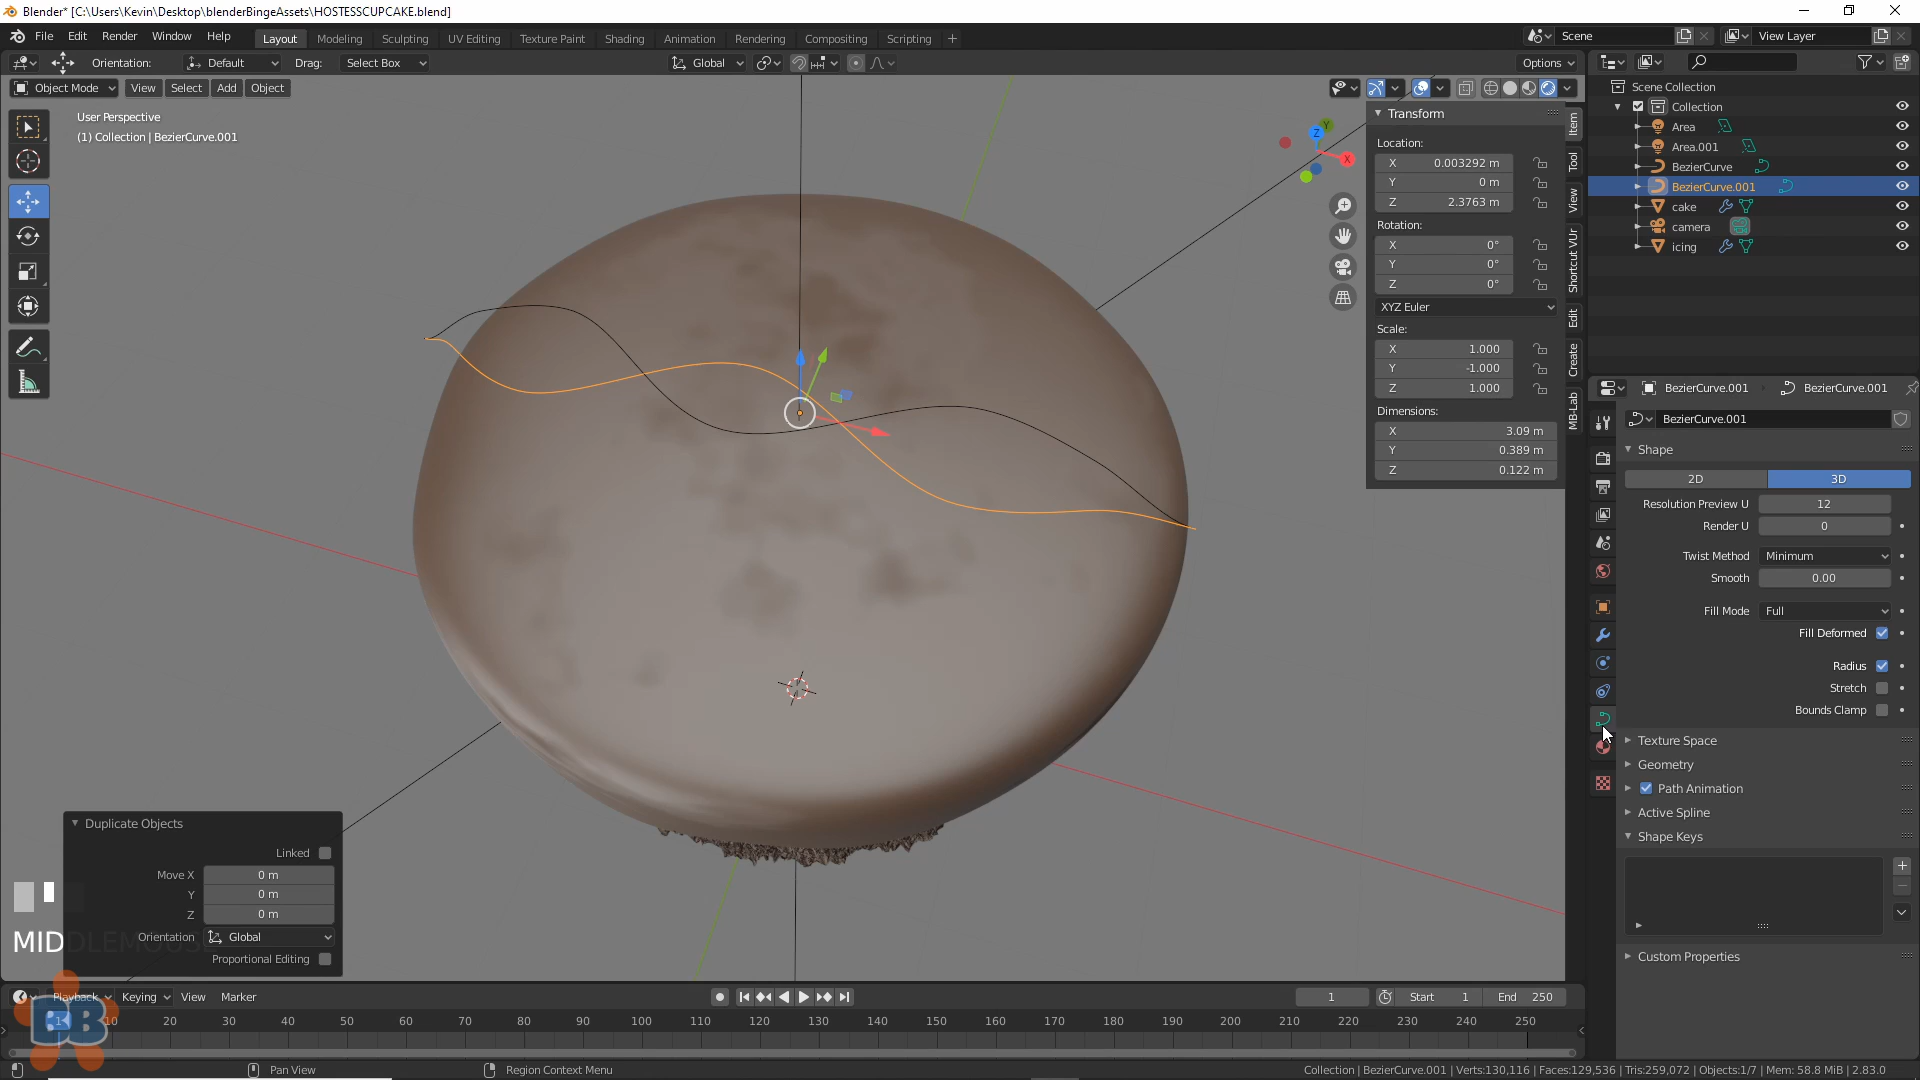 Blender* [C:\Users\Kevin\Desktop\blenderBingeAssets\HOSTESSCUPCAKE.blend]
File Edit Render Window Help Layout Modeling Sculpting UV Editing Texture Paint Shading Animation Rendering Compositing Scripting + Scene View Layer
Orientation: Default Drag: Select Box Global Options
Object Mode View Select Add Object
User Perspective
(1) Collection | BezierCurve.001
Z Y X
Transform
Location:
X 0.003292 m
Y 0 m
Z 2.3763 m
Rotation:
X 0°
Y 0°
Z 0°
XYZ Euler
Scale:
X 1.000
Y -1.000
Z 1.000
Dimensions:
X 3.09 m
Y 0.389 m
Z 0.122 m
Item
Tool
View
Shortcut VUr
Edit
Create
MB-Lab
Scene Collection
Collection
Area
Area.001
BezierCurve
BezierCurve.001
cake
camera
icing
BezierCurve.001 BezierCurve.001
BezierCurve.001
Shape
2D 3D
Resolution Preview U 12
Render U 0
Twist Method Minimum
Smooth 0.00
Fill Mode Full
Fill Deformed
Radius
Stretch
Bounds Clamp
Texture Space
Geometry
Path Animation
Active Spline
Shape Keys
Custom Properties
Duplicate Objects
Linked
Move X 0 m
Y 0 m
Z 0 m
Orientation Global
Proportional Editing
MIDDLEMOUSE
Playback Keying View Marker 1 Start 1 End 250
1 10 20 30 40 50 60 70 80 90 100 110 120 130 140 150 160 170 180 190 200 210 220 230 240 250
BB
Pan View Region Context Menu Collection | BezierCurve.001 | Verts:130,116 | Faces:129,536 | Tris:259,072 | Objects:1/7 | Mem: 58.8 MiB | 2.83.0